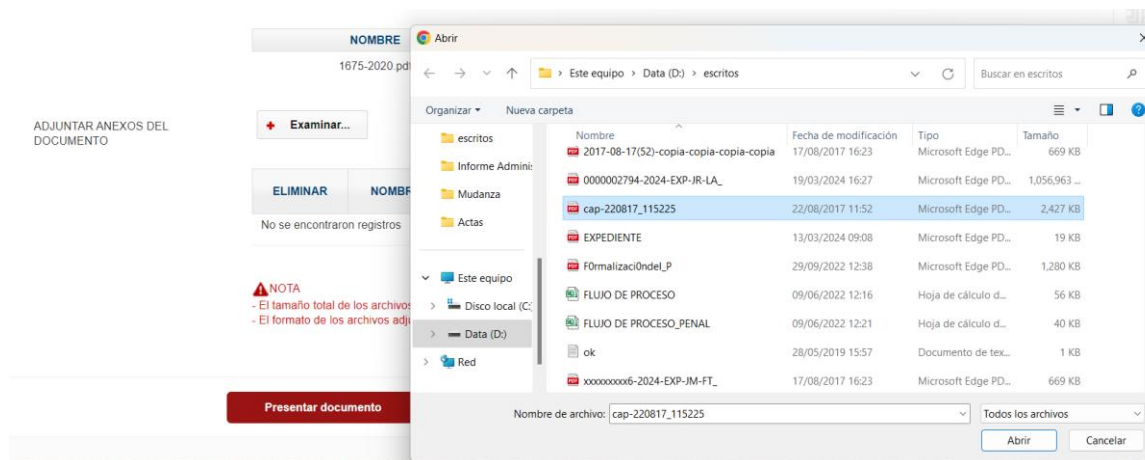 NOMBRE
1675-2020.pdf
ADJUNTAR ANEXOS DEL
DOCUMENTO
Examinar...
ELIMINAR NOMBR
No se encontraron registros
NOTA
- El tamaño total de los archivos
- El formato de los archivos adj
Presentar documento
Abrir
Este equipo > Data (D:) > escritos
Buscar en escritos
Organizar Nueva carpeta
escritos
Informe Adminis
Mudanza
Actas
Este equipo
Disco local (C:
Data (D:)
Red
Nombre Fecha de modificación Tipo Tamaño
2017-08-17(52)-copia-copia-copia-copia 17/08/2017 16:23 Microsoft Edge PD... 669 KB
0000002794-2024-EXP-JR-LA_ 19/03/2024 16:27 Microsoft Edge PD... 1,056,963 ...
cap-220817_115225 22/08/2017 11:52 Microsoft Edge PD... 2,427 KB
EXPEDIENTE 13/03/2024 09:08 Microsoft Edge PD... 19 KB
F0rmalizaci0ndel_P 29/09/2022 12:38 Microsoft Edge PD... 1,280 KB
FLUJO DE PROCESO 09/06/2022 12:16 Hoja de cálculo d... 56 KB
FLUJO DE PROCESO_PENAL 09/06/2022 12:21 Hoja de cálculo d... 40 KB
ok 28/05/2019 15:57 Documento de tex... 1 KB
xxxxxxxxx6-2024-EXP-JM-FT_ 17/08/2017 16:23 Microsoft Edge PD... 669 KB
Nombre de archivo: cap-220817_115225 Todos los archivos
Abrir Cancelar